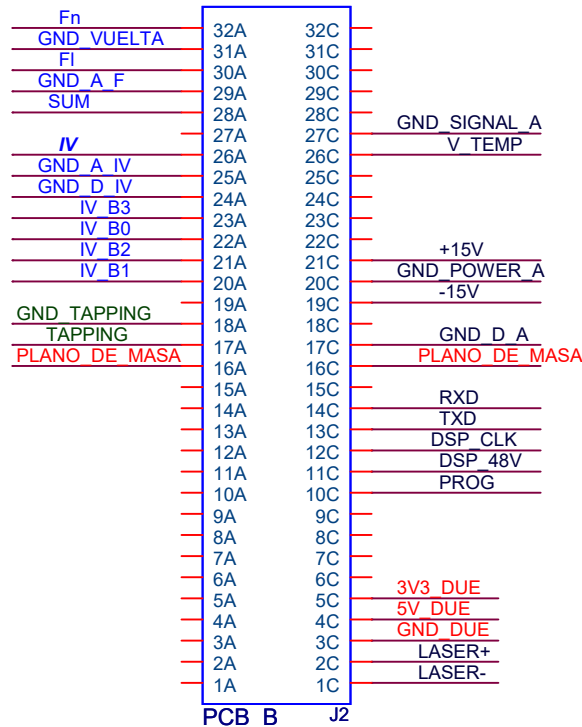 Fn 32A 32C
GND_VUELTA 31A 31C
FI 30A 30C
GND_A_F 29A 29C
SUM 28A 28C
27A 27C GND_SIGNAL_A
IV 26A 26C V_TEMP
GND_A_IV 25A 25C
GND_D_IV 24A 24C
IV_B3 23A 23C
IV_B0 22A 22C
IV_B2 21A 21C +15V
IV_B1 20A 20C GND_POWER_A
19A 19C -15V
GND_TAPPING 18A 18C
TAPPING 17A 17C GND_D_A
PLANO_DE_MASA 16A 16C PLANO_DE_MASA
15A 15C
14A 14C RXD
13A 13C TXD
12A 12C DSP_CLK
11A 11C DSP_48V
10A 10C PROG
9A 9C
8A 8C
7A 7C
6A 6C
5A 5C 3V3_DUE
4A 4C 5V_DUE
3A 3C GND_DUE
2A 2C LASER+
1A 1C LASER-
PCB_B J2